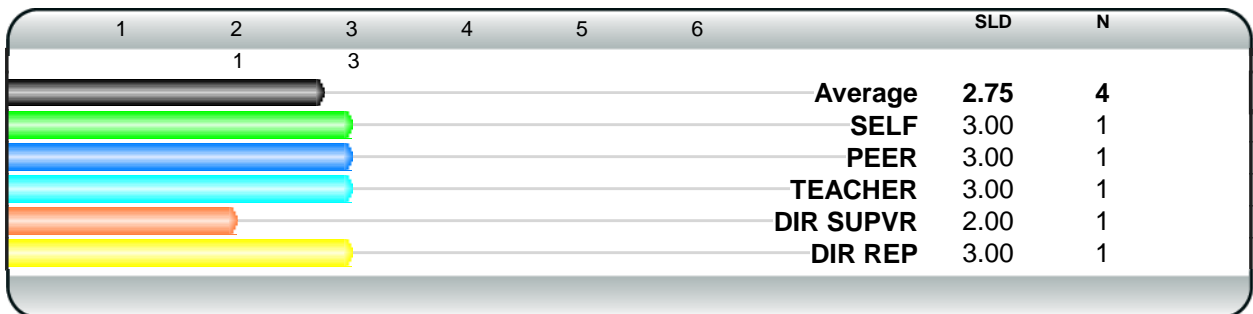 1 2 3 4 5 6 SLD N
1 3
Average 2.75 4
SELF 3.00 1
PEER 3.00 1
TEACHER 3.00 1
DIR SUPVR 2.00 1
DIR REP 3.00 1